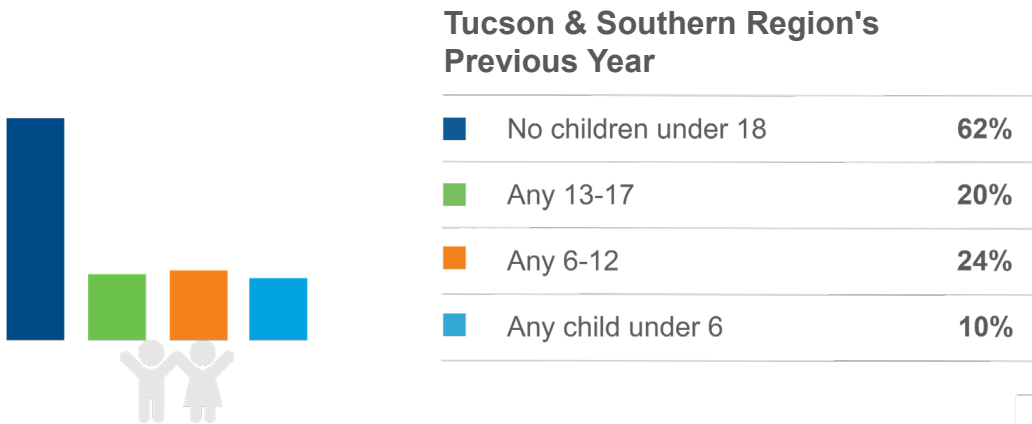 Tucson & Southern Region's
Previous Year
No children under 18 62%
Any 13-17 20%
Any 6-12 24%
Any child under 6 10%